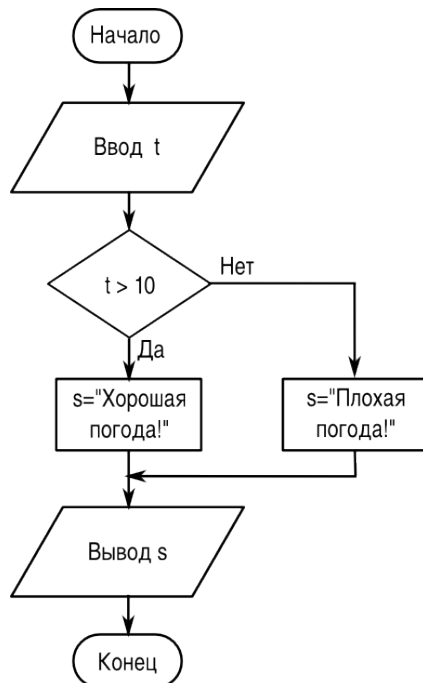 Начало
Ввод t
t > 10
Нет
Да
s="Хорошая
погода!"
s="Плохая
погода!"
Вывод s
Конец